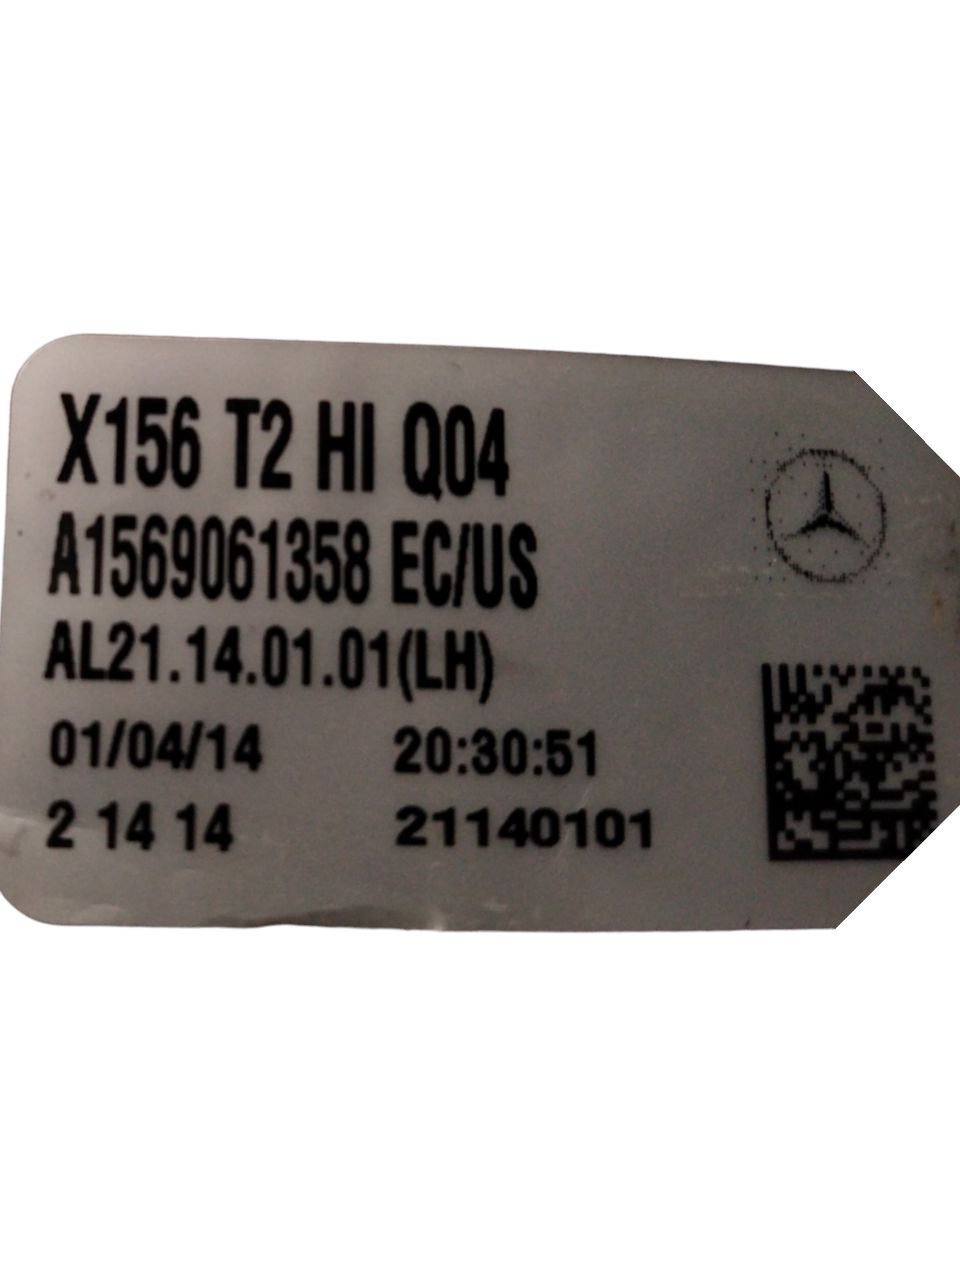 X156 T2 HI Q04
A1569061358 EC/US
AL21.14.01.01(LH)
01/04/14 20:30:51
2 14 14 21140101